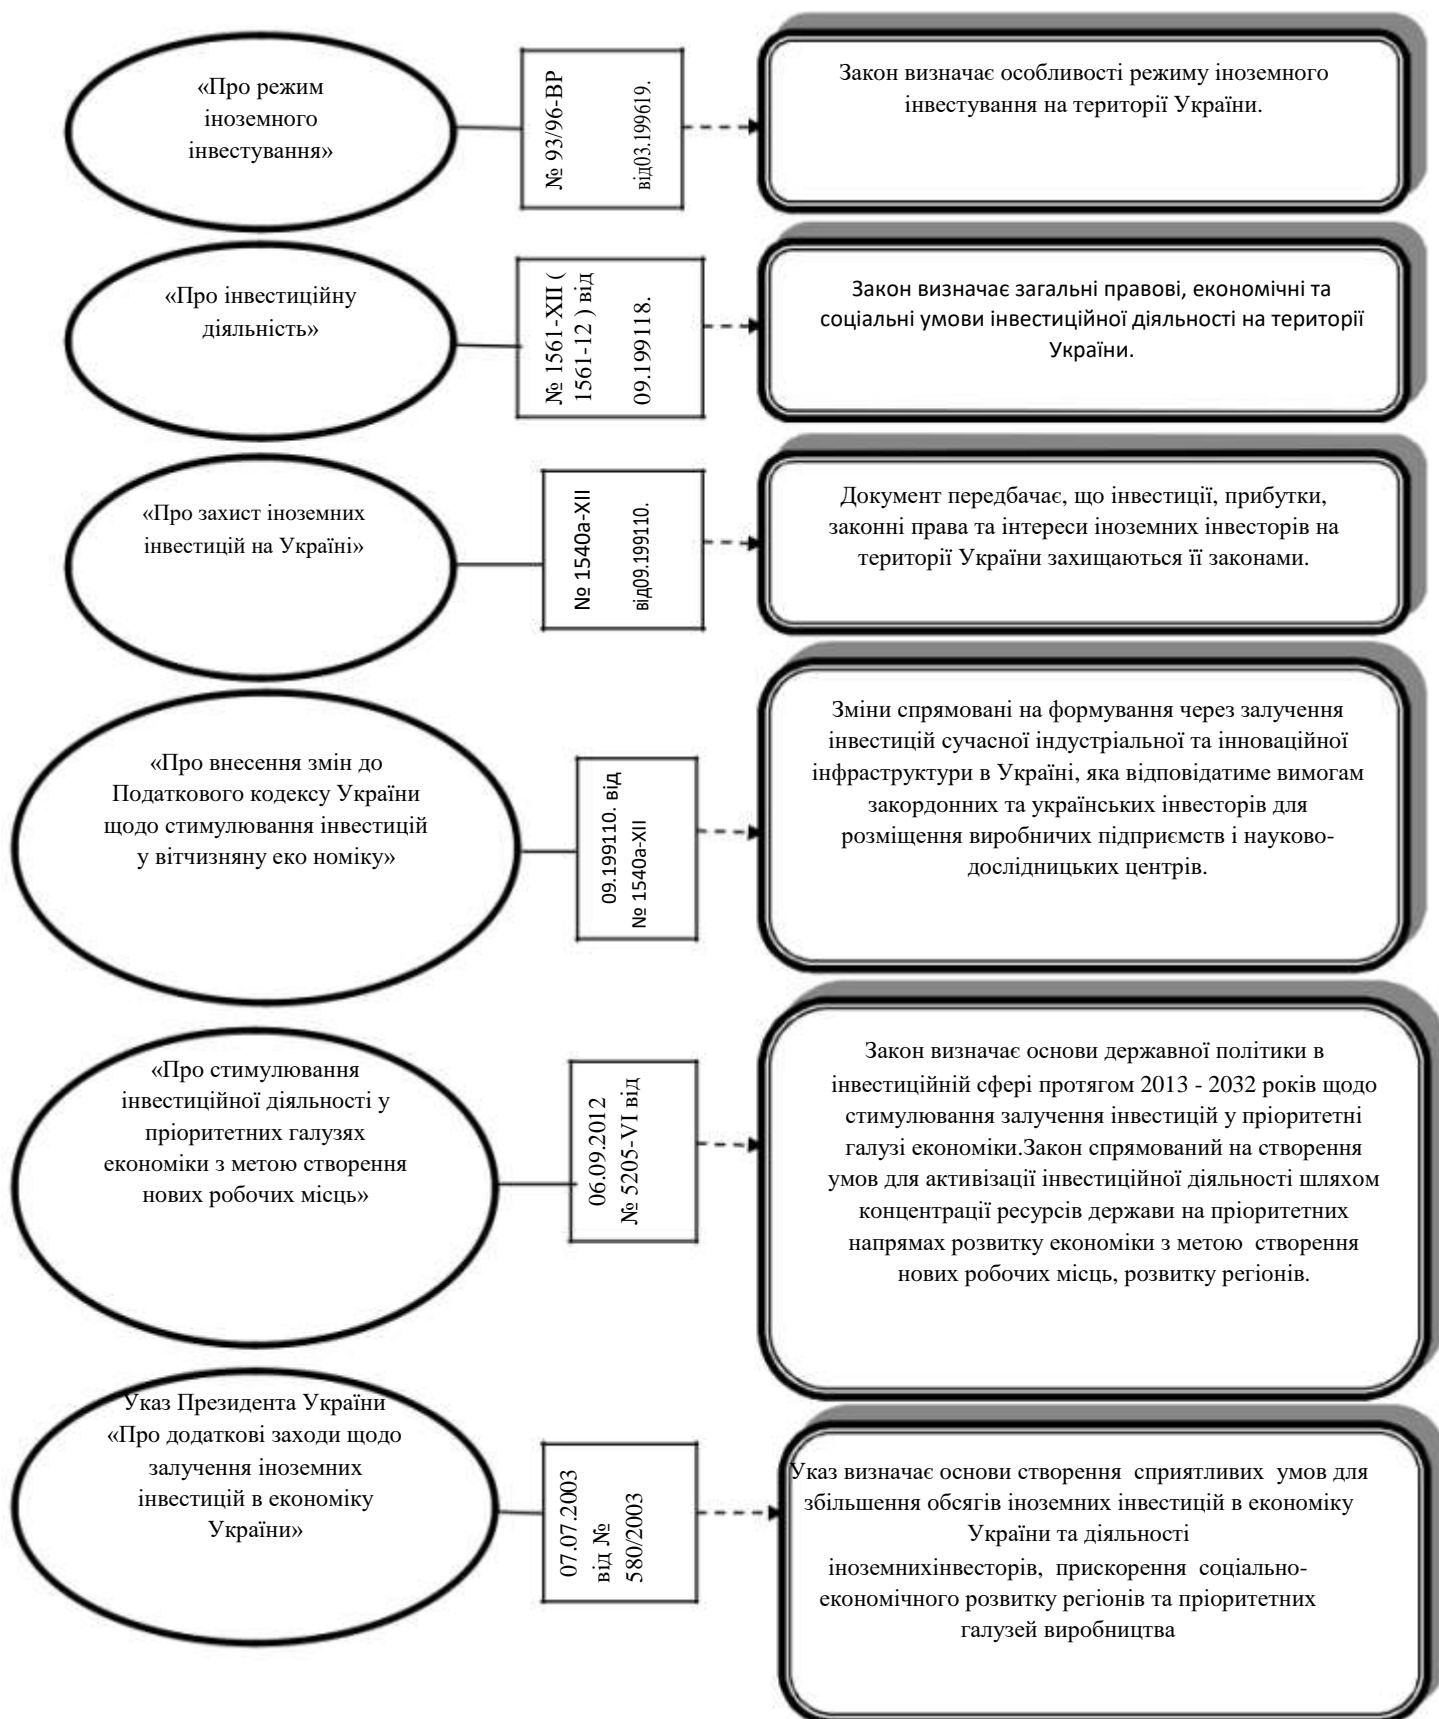 «Про режим
іноземного
інвестування»
№ 93/96-ВР
від03.199619.
Закон визначає особливості режиму іноземного
інвестування на території України.
«Про інвестиційну
діяльність»
№ 1561-XII (
1561-12 ) від
09.199118.
Закон визначає загальні правові, економічні та
соціальні умови інвестиційної діяльності на території
України.
«Про захист іноземних
інвестицій на Україні»
№ 1540а-XII
від09.199110.
Документ передбачає, що інвестиції, прибутки,
законні права та інтереси іноземних інвесторів на
території України захищаються її законами.
«Про внесення змін до
Податкового кодексу України
щодо стимулювання інвестицій
у вітчизняну еко номіку»
09.199110. від
№ 1540а-XII
Зміни спрямовані на формування через залучення
інвестицій сучасної індустріальної та інноваційної
інфраструктури в Україні, яка відповідатиме вимогам
закордонних та українських інвесторів для
розміщення виробничих підприємств і науково-
дослідницьких центрів.
«Про стимулювання
інвестиційної діяльності у
пріоритетних галузях
економіки з метою створення
нових робочих місць»
06.09.2012
№ 5205-VI від
Закон визначає основи державної політики в
інвестиційній сфері протягом 2013 - 2032 років щодо
стимулювання залучення інвестицій у пріоритетні
галузі економіки.Закон спрямований на створення
умов для активізації інвестиційної діяльності шляхом
концентрації ресурсів держави на пріоритетних
напрямах розвитку економіки з метою створення
нових робочих місць, розвитку регіонів.
Указ Президента України
«Про додаткові заходи щодо
залучення іноземних
інвестицій в економіку
України»
07.07.2003
від №
580/2003
Указ визначає основи створення сприятливих умов для
збільшення обсягів іноземних інвестицій в економіку
України та діяльності
іноземнихінвесторів, прискорення соціально-
економічного розвитку регіонів та пріоритетних
галузей виробництва